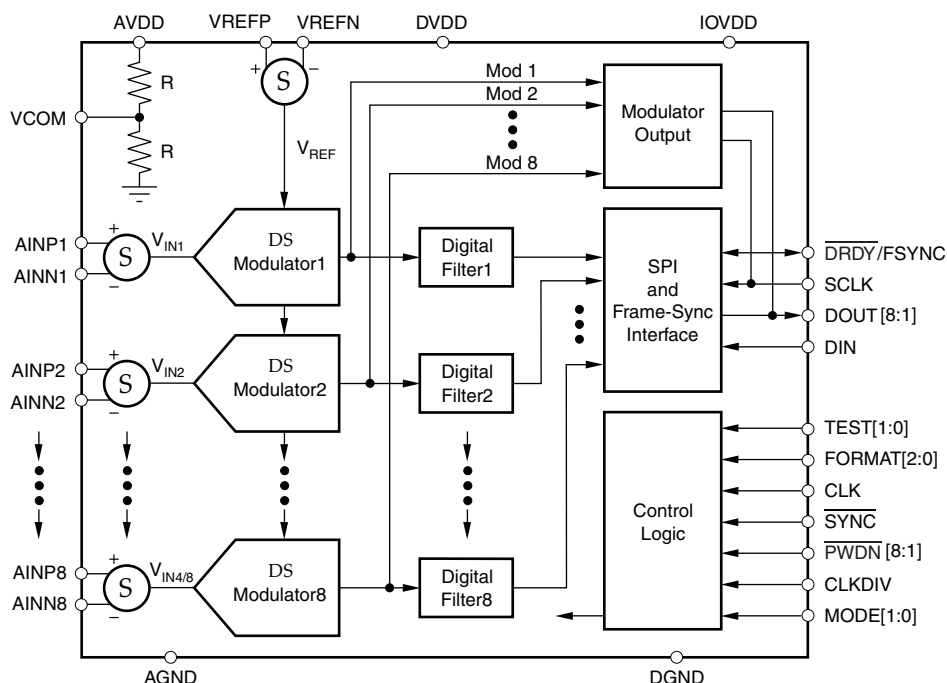 AVDD
VREFP
VREFN
DVDD
IOVDD
R
VCOM
R
+
−
S
VREF
Mod 1
Mod 2
Mod 8
Modulator
Output
AINP1
AINN1
+
−
S
VIN1
DS
Modulator1
Digital
Filter1
SPI
and
Frame-Sync
Interface
DRDY/FSYNC
SCLK
DOUT [8:1]
DIN
AINP2
AINN2
+
−
S
VIN2
DS
Modulator2
Digital
Filter2
TEST[1:0]
FORMAT[2:0]
CLK
SYNC
PWDN [8:1]
CLKDIV
MODE[1:0]
Control
Logic
AINP8
AINN8
+
−
S
VIN4/8
DS
Modulator8
Digital
Filter8
AGND
DGND